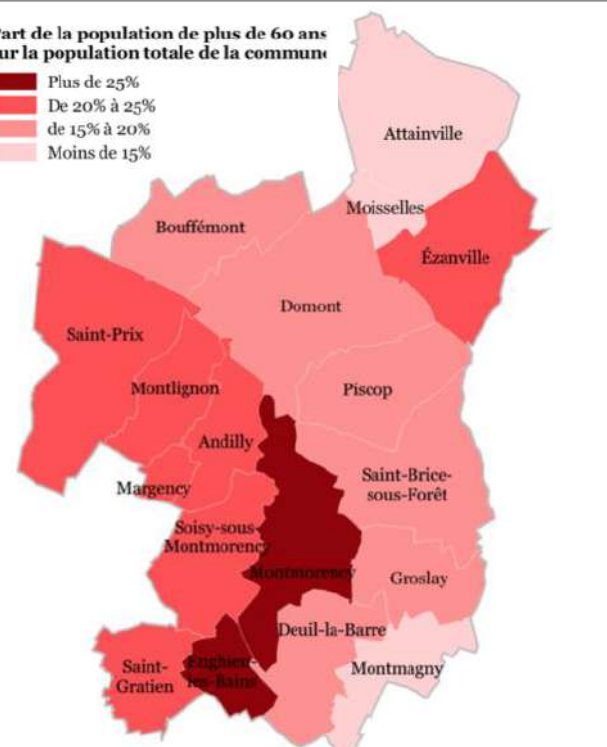 art de la population de plus de 60 ans
ur la population totale de la commune
Plus de 25%
De 20% à 25%
de 15% à 20%
Moins de 15%
Attainville
Moisselles
Bouffémont
Ézanville
Domont
Saint-Prix
Montlignon
Piscop
Andilly
Saint-Brice-
sous-Forêt
Margency
Soisy-sous-
Montmorency
Montmorency
Groslay
Deuil-la-Barre
Saint-
Gratien
Enghien-
les-Bains
Montmagny